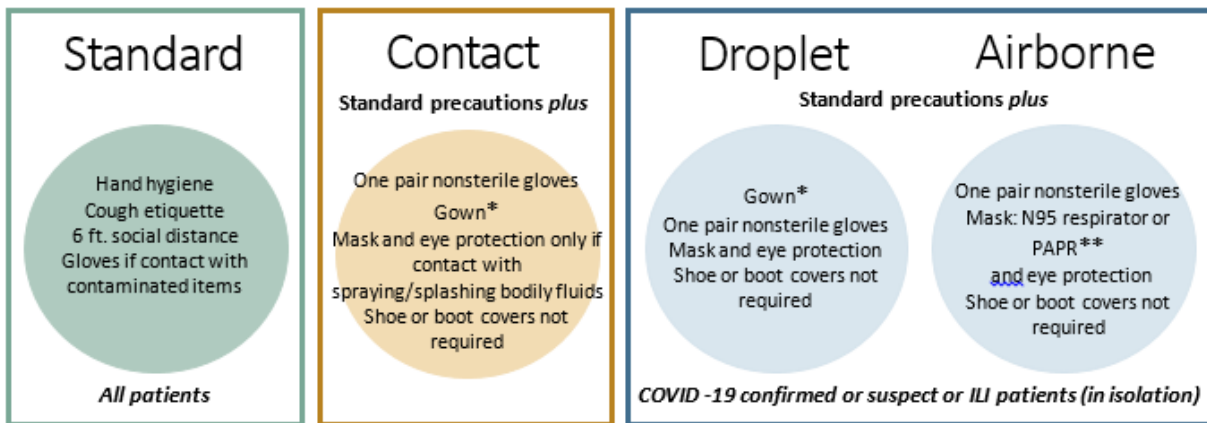 Standard
Hand hygiene
Cough etiquette
6 ft. social distance
Gloves if contact with
contaminated items
All patients
Contact
Standard precautions plus
One pair nonsterile gloves
Gown*
Mask and eye protection only if
contact with
spraying/splashing bodily fluids
Shoe or boot covers not
required
Droplet
Airborne
Standard precautions plus
Gown*
One pair nonsterile gloves
Mask and eye protection
Shoe or boot covers not
required
One pair nonsterile gloves
Mask: N95 respirator or
PAPR**
and eye protection
Shoe or boot covers not
required
COVID -19 confirmed or suspect or ILI patients (in isolation)